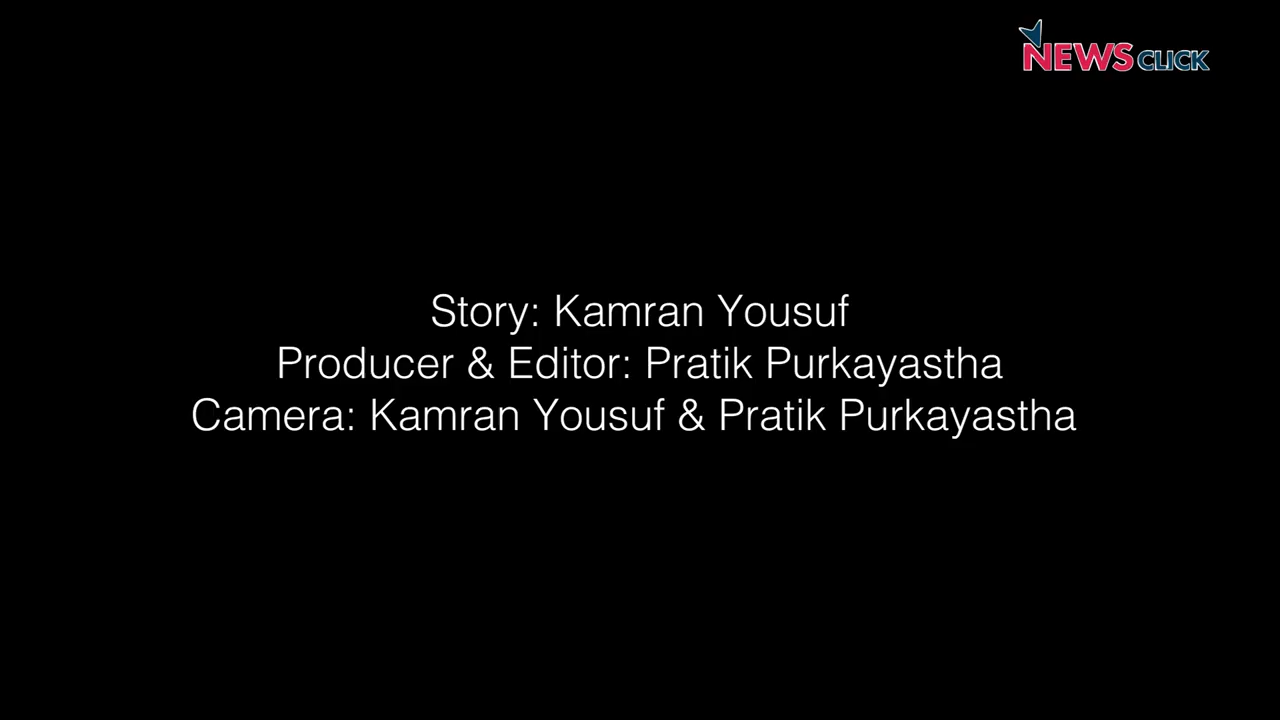 NEWSCLICK
Story: Kamran Yousuf
Producer & Editor: Pratik Purkayastha
Camera: Kamran Yousuf & Pratik Purkayastha